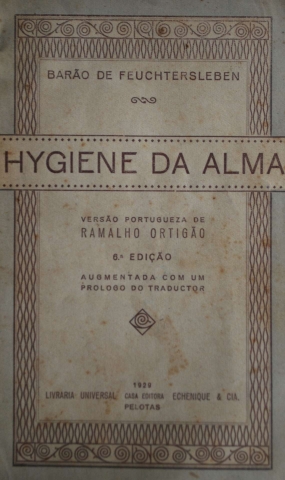 BARÃO DE FEUCHTERSLEBEN
HYGIENE DA ALMA
VERSÃO PORTUGUEZA DE
RAMALHO ORTIGÃO
6.ª EDIÇÃO
AUGMENTADA COM UM
PROLOGO DO TRADUCTOR
LIVRARIA UNIVERSAL CASA EDITORA ECHENIQUE & CIA.
PELOTAS